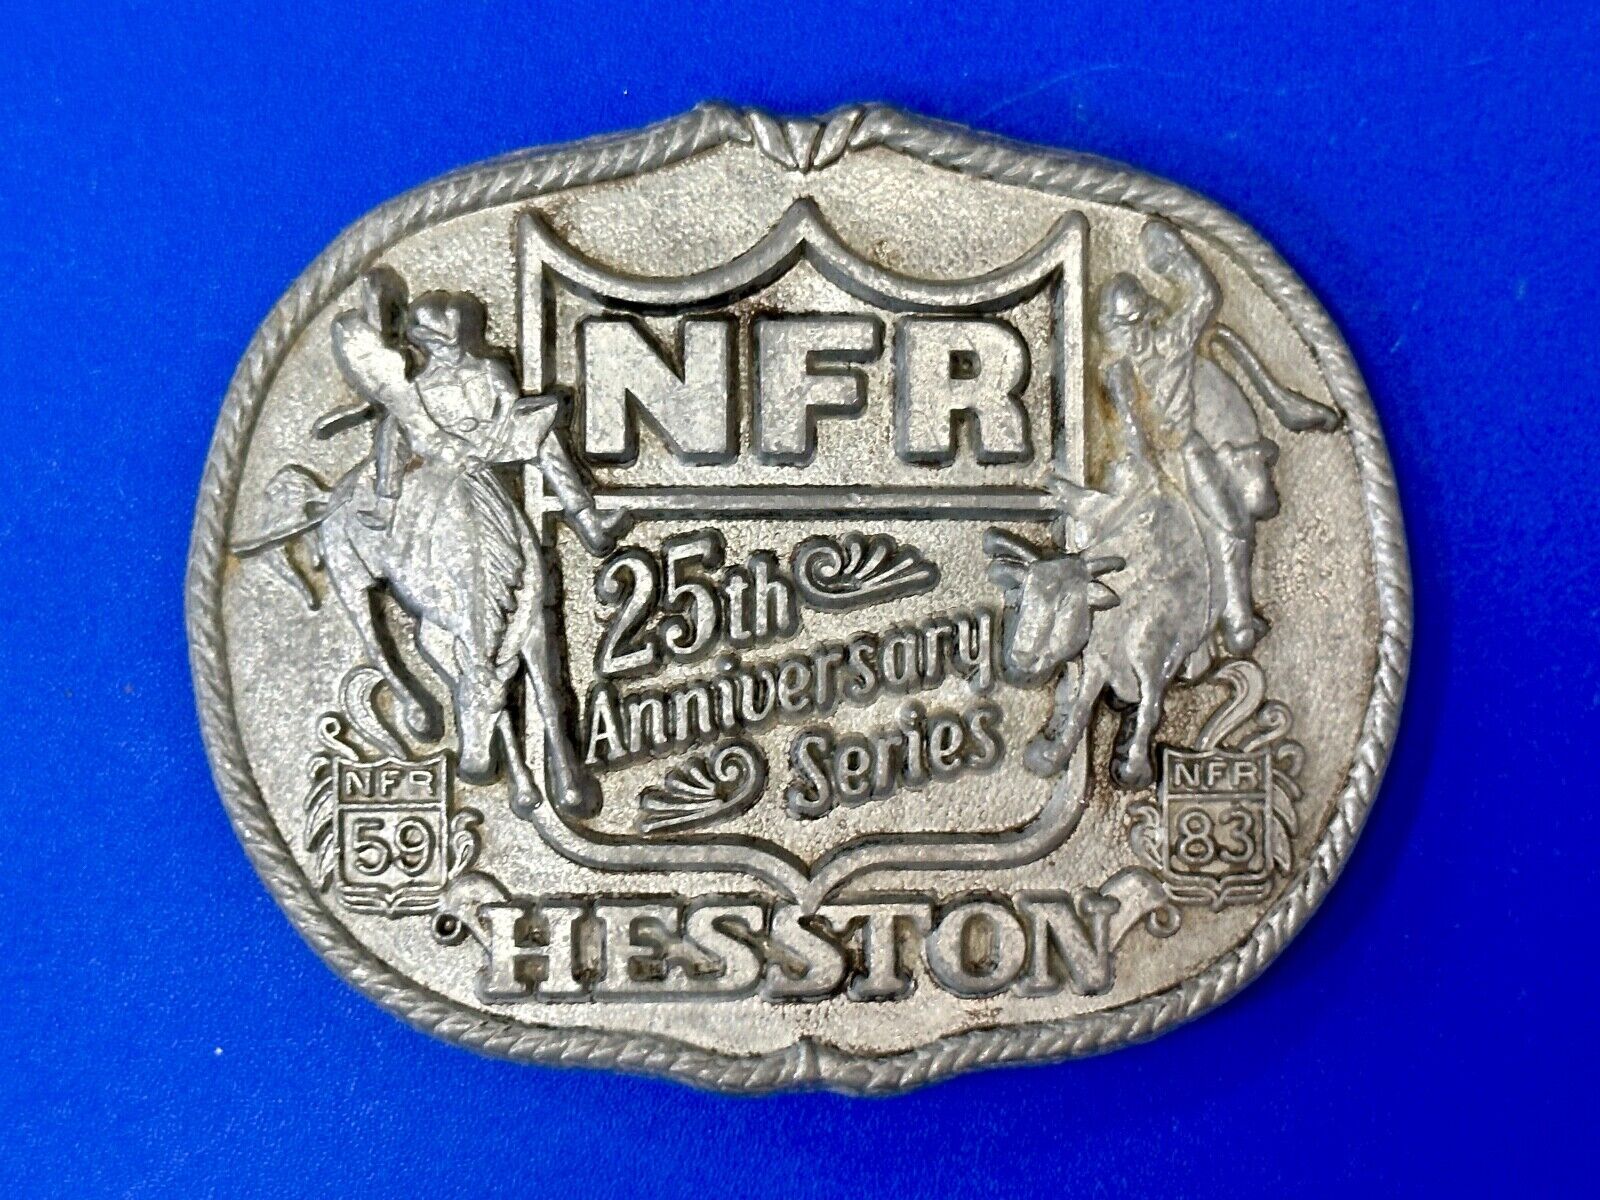 NFR
25th
Anniversary
Series
NFR
59
NFR
83
HESSTON